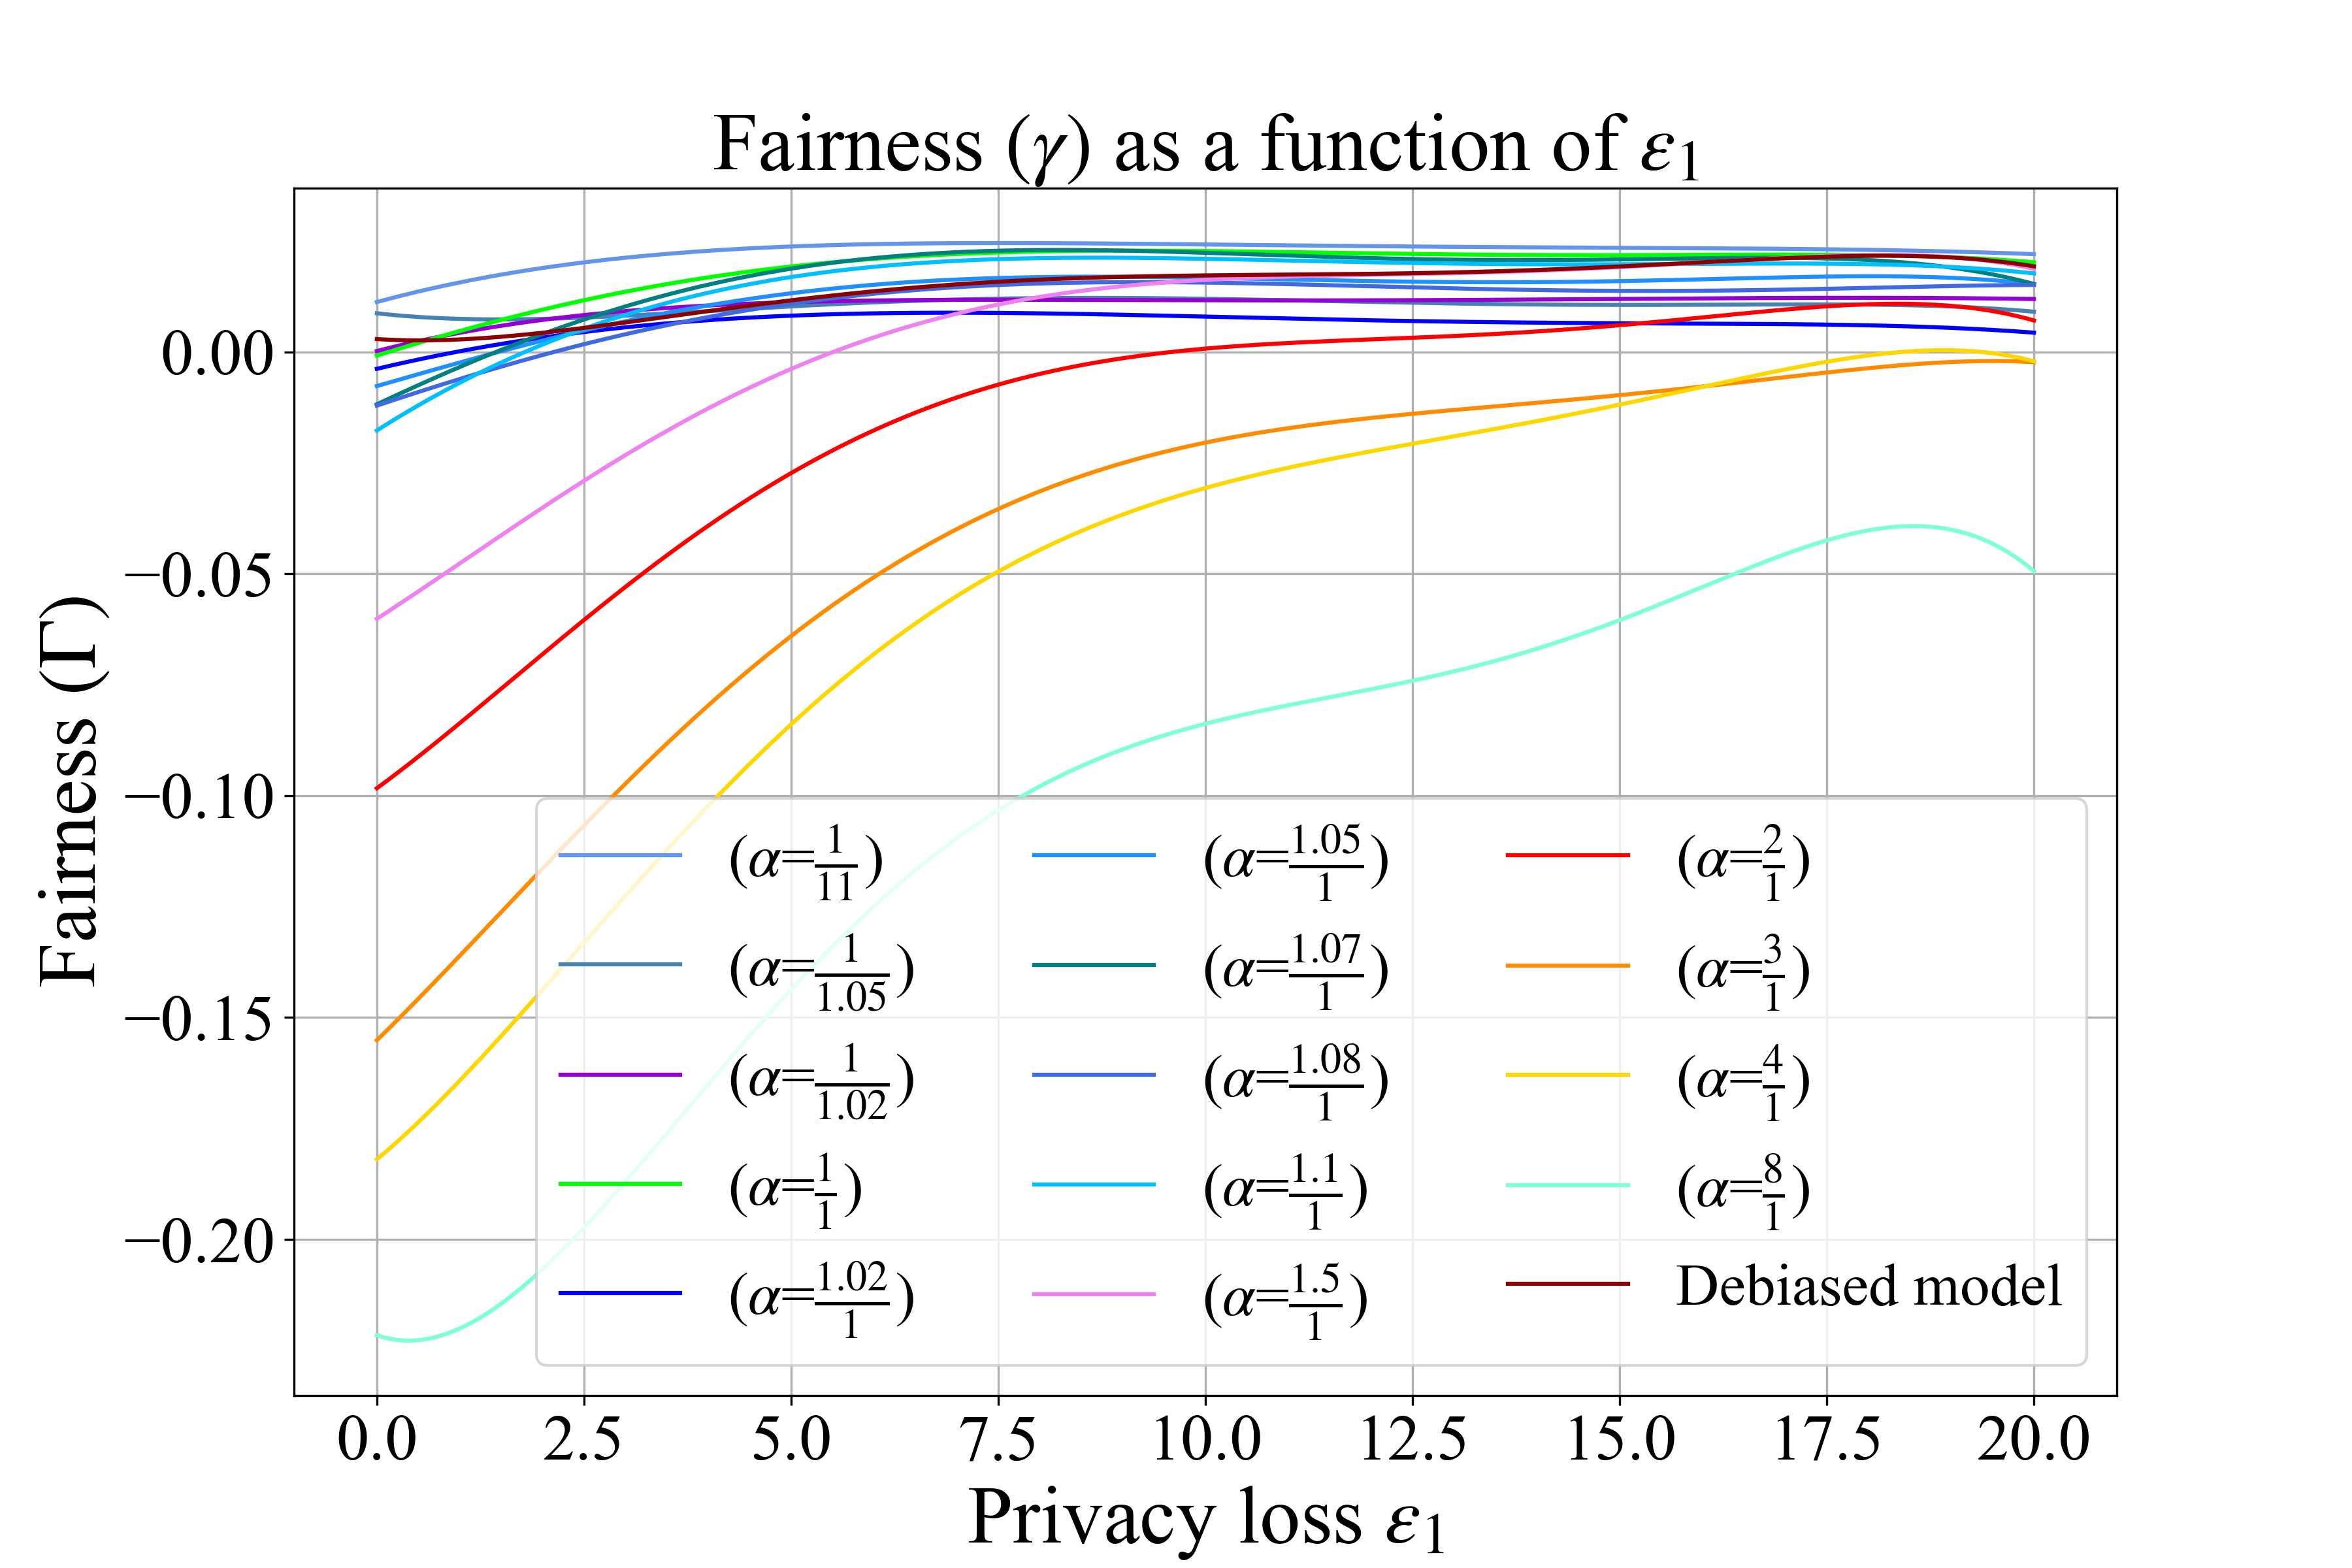 Fairness (γ) as a function of ε₁
Fairness (Γ)
0.00
−0.05
−0.10
−0.15
−0.20
(α=1/11)
(α=1/1.05)
(α=1/1.02)
(α=1/1)
(α=1.02/1)
(α=1.05/1)
(α=1.07/1)
(α=1.08/1)
(α=1.1/1)
(α=1.5/1)
(α=2/1)
(α=3/1)
(α=4/1)
(α=8/1)
Debiased model
0.0 2.5 5.0 7.5 10.0 12.5 15.0 17.5 20.0
Privacy loss ε₁